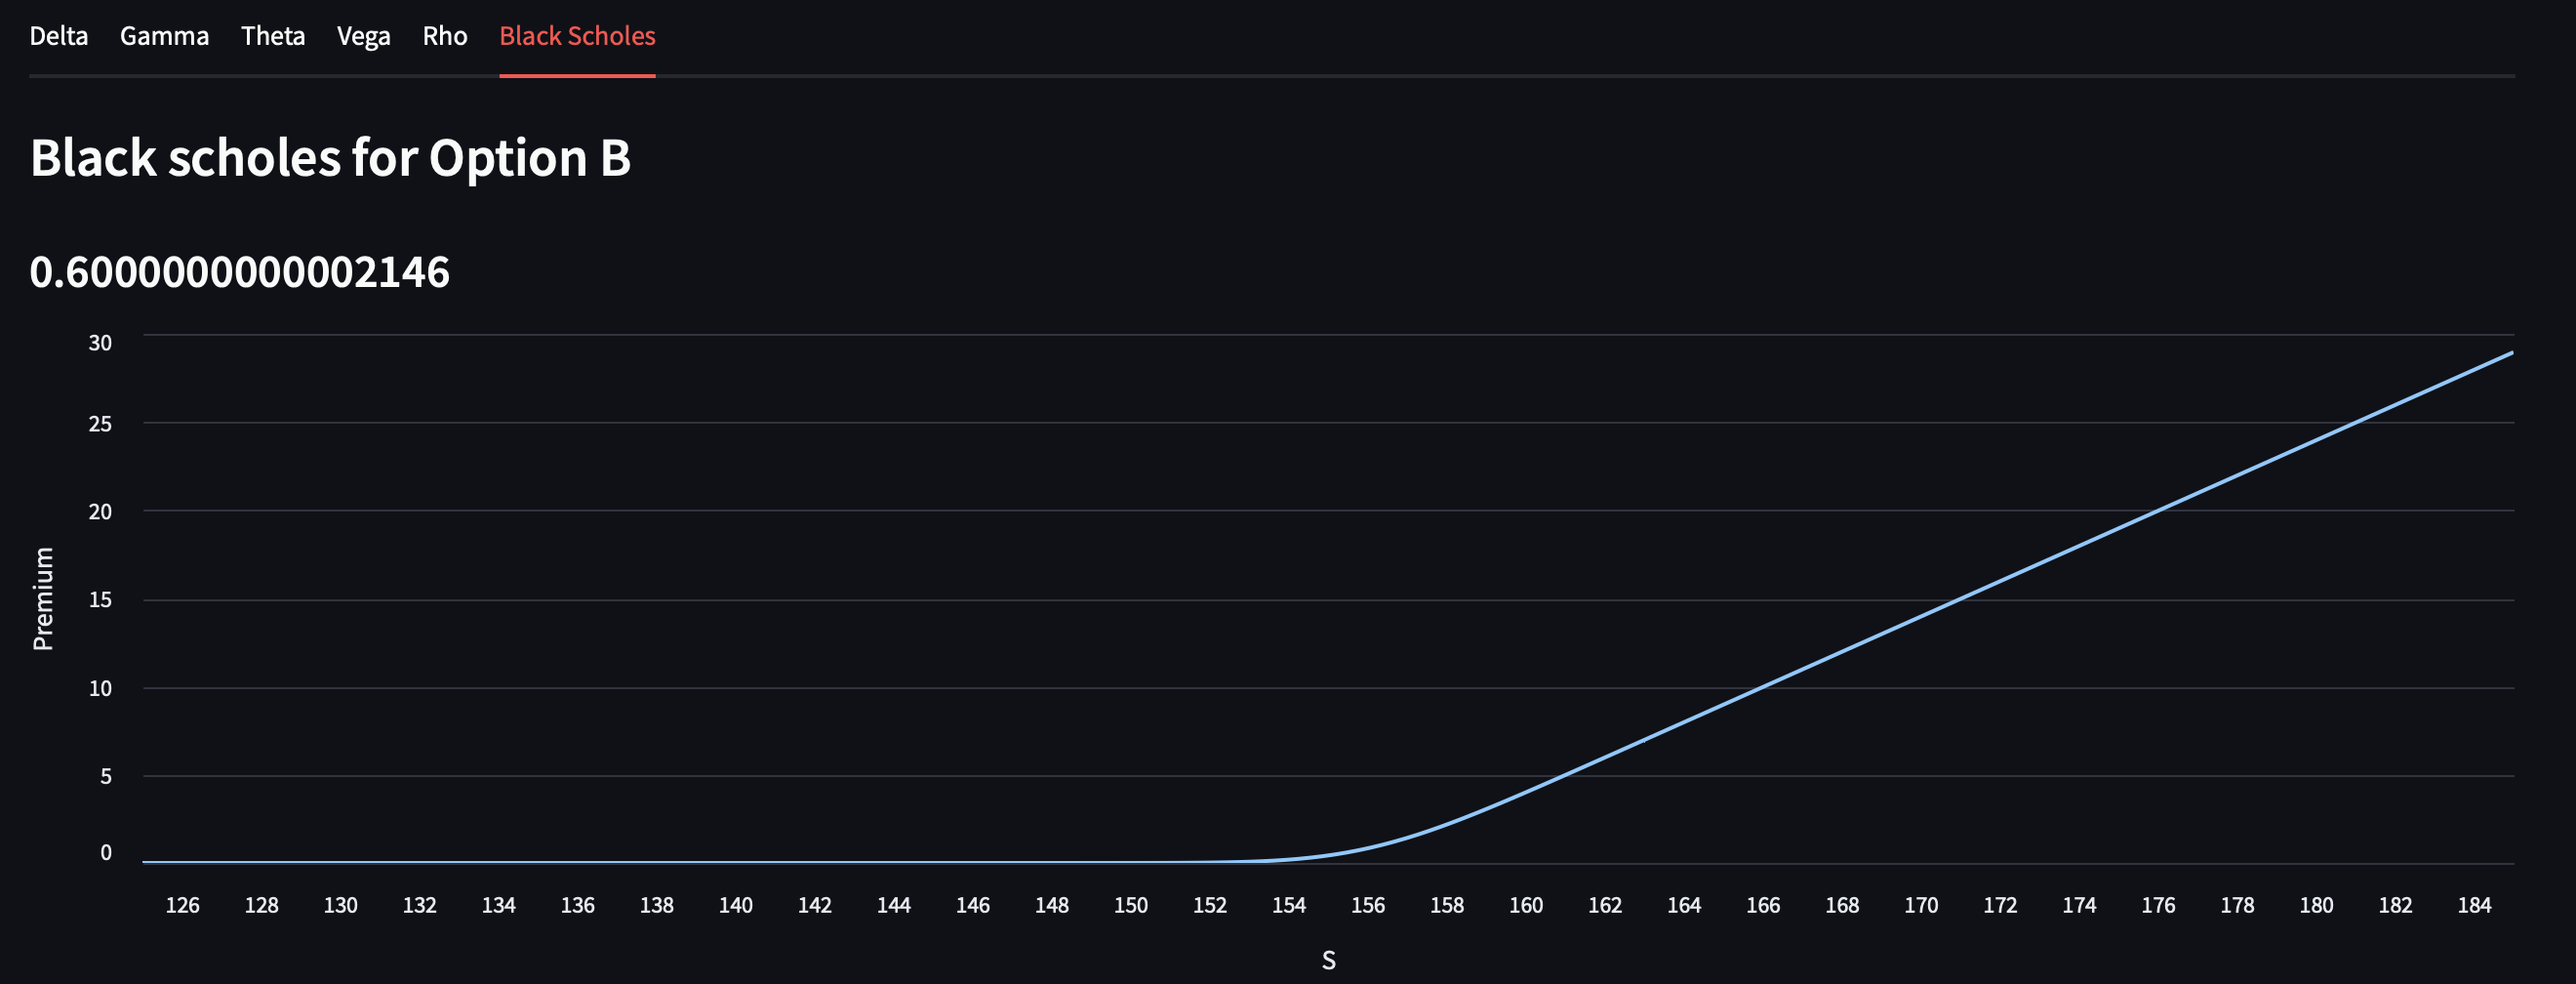 Delta Gamma Theta Vega Rho Black Scholes
Black scholes for Option B
0.6000000000002146
30
25
20
15
10
5
0
Premium
126 128 130 132 134 136 138 140 142 144 146 148 150 152 154 156 158 160 162 164 166 168 170 172 174 176 178 180 182 184
S